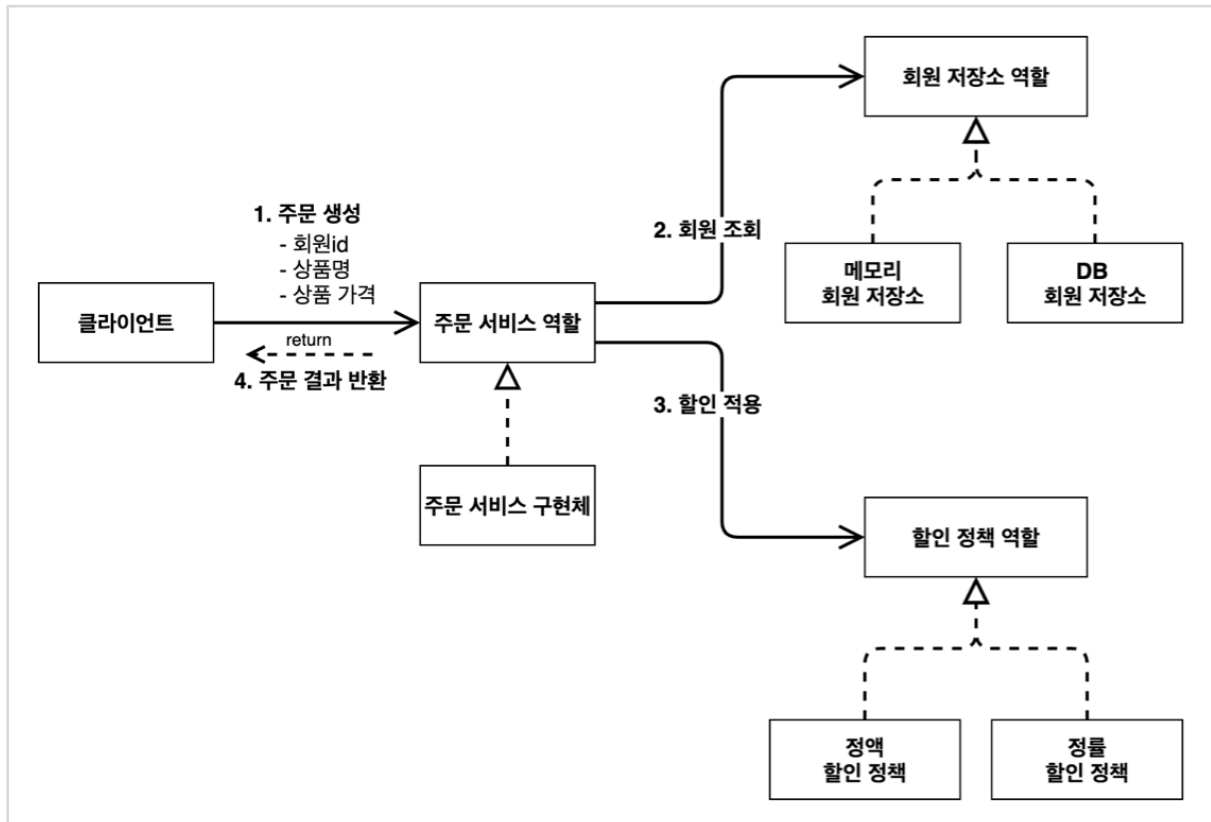 회원 저장소 역할
1. 주문 생성
- 회원id
- 상품명
- 상품 가격
2. 회원 조회
메모리
회원 저장소
DB
회원 저장소
클라이언트
주문 서비스 역할
return
4. 주문 결과 반환
3. 할인 적용
주문 서비스 구현체
할인 정책 역할
정액
할인 정책
정률
할인 정책